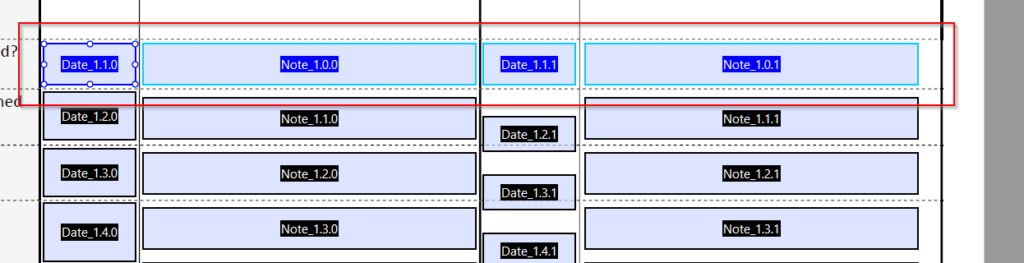 d?
Date_1.1.0 Note_1.0.0 Date_1.1.1 Note_1.0.1
ned
Date_1.2.0 Note_1.1.0 Date_1.2.1 Note_1.1.1
Date_1.3.0 Note_1.2.0 Date_1.3.1 Note_1.2.1
Date_1.4.0 Note_1.3.0 Date_1.4.1 Note_1.3.1